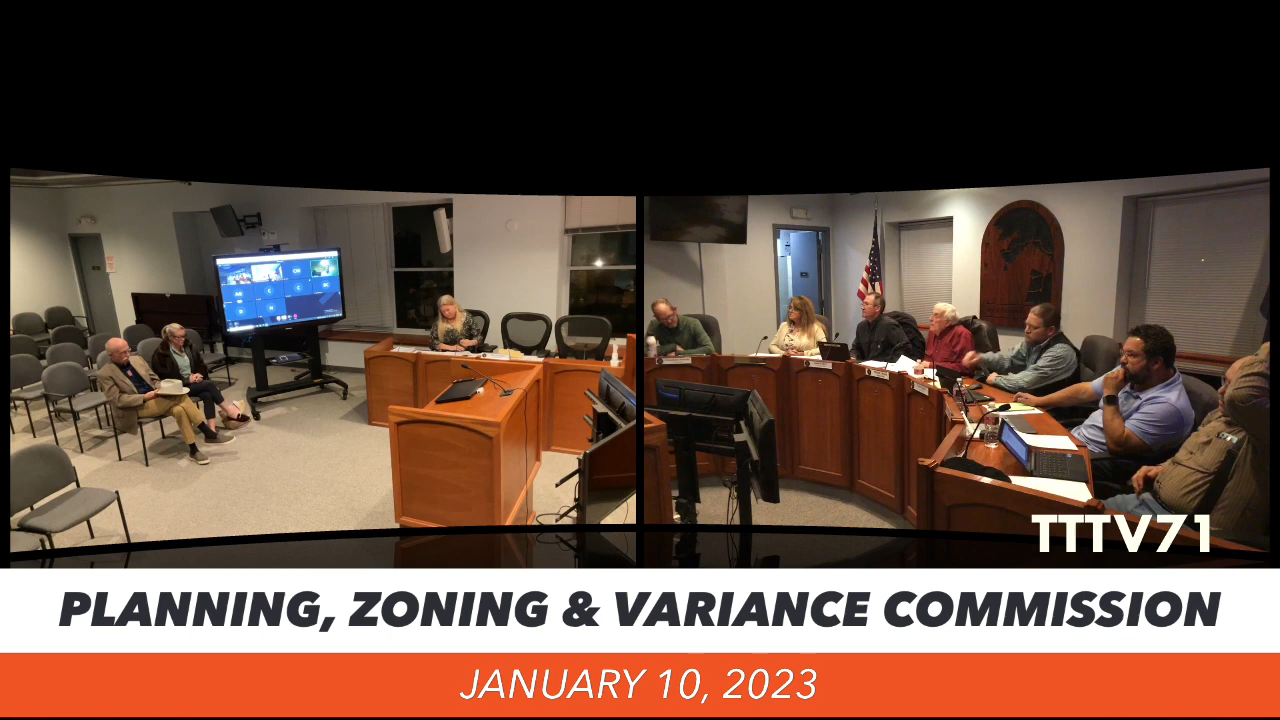 TTTV71
PLANNING, ZONING & VARIANCE COMMISSION
JANUARY 10, 2023